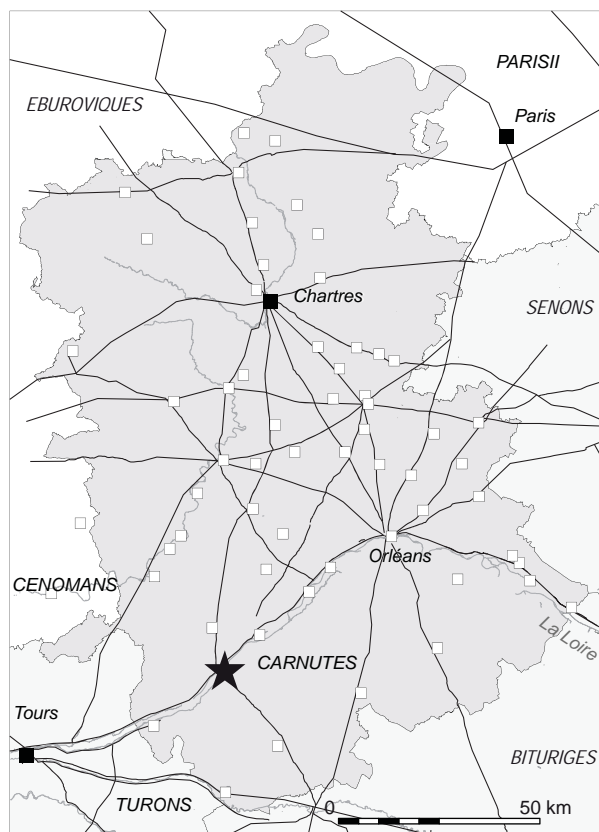 PARISII
EBUROVIQUES
Paris
Chartres
SENONS
Orléans
CENOMANS
La Loire
CARNUTES
Tours
BITURIGES
TURONS
0
50 km